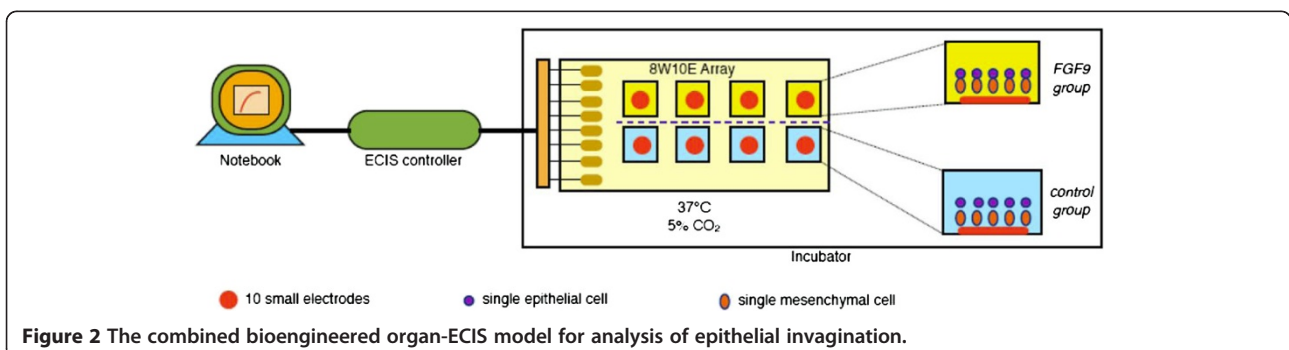 8W10E Array
FGF9
group
Notebook
ECIS controller
control
group
37°C
5% CO₂
Incubator
10 small electrodes
single epithelial cell
single mesenchymal cell
Figure 2 The combined bioengineered organ-ECIS model for analysis of epithelial invagination.